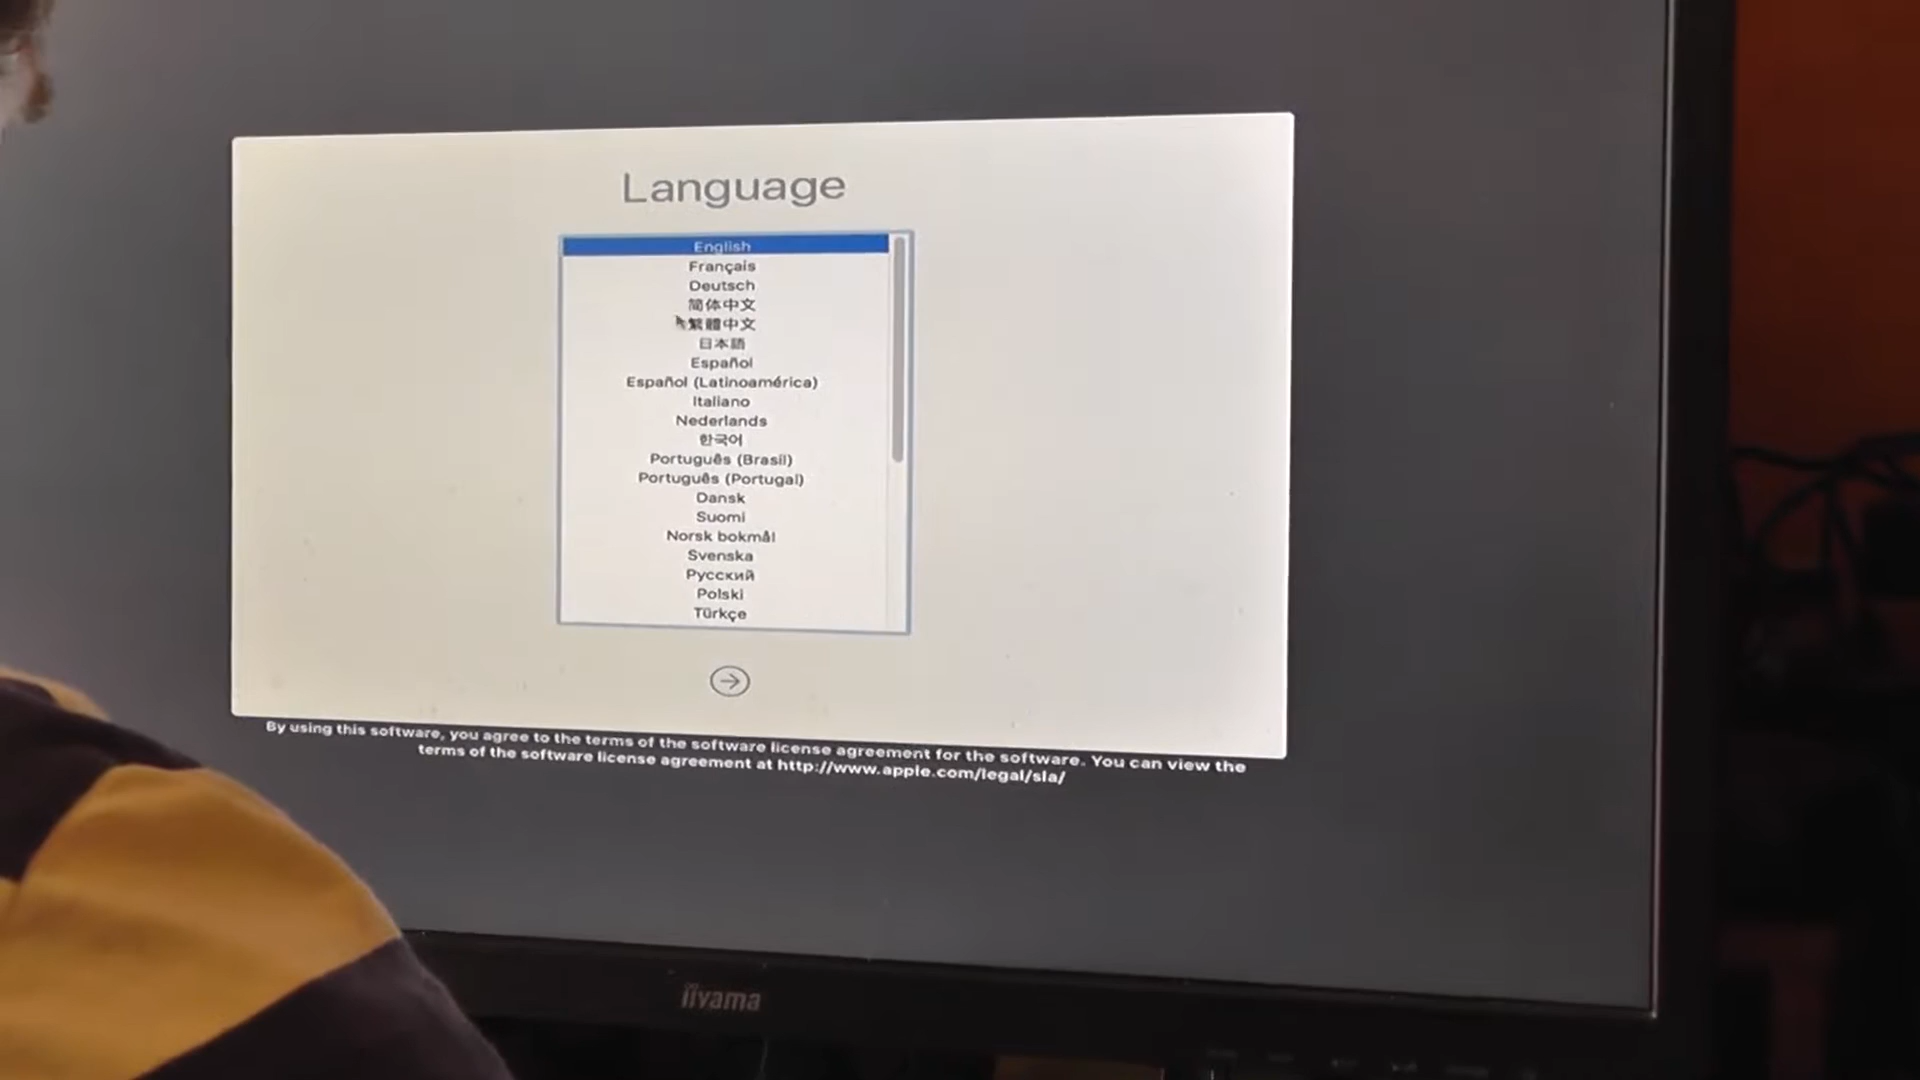 Language
English
Français
Deutsch
简体中文
繁體中文
日本語
Español
Español (Latinoamérica)
Italiano
Nederlands
한국어
Português (Brasil)
Português (Portugal)
Dansk
Suomi
Norsk bokmål
Svenska
Русский
Polski
Türkçe
By using this software, you agree to the terms of the software license agreement for the software. You can view the
terms of the software license agreement at http://www.apple.com/legal/sla/
iiyama